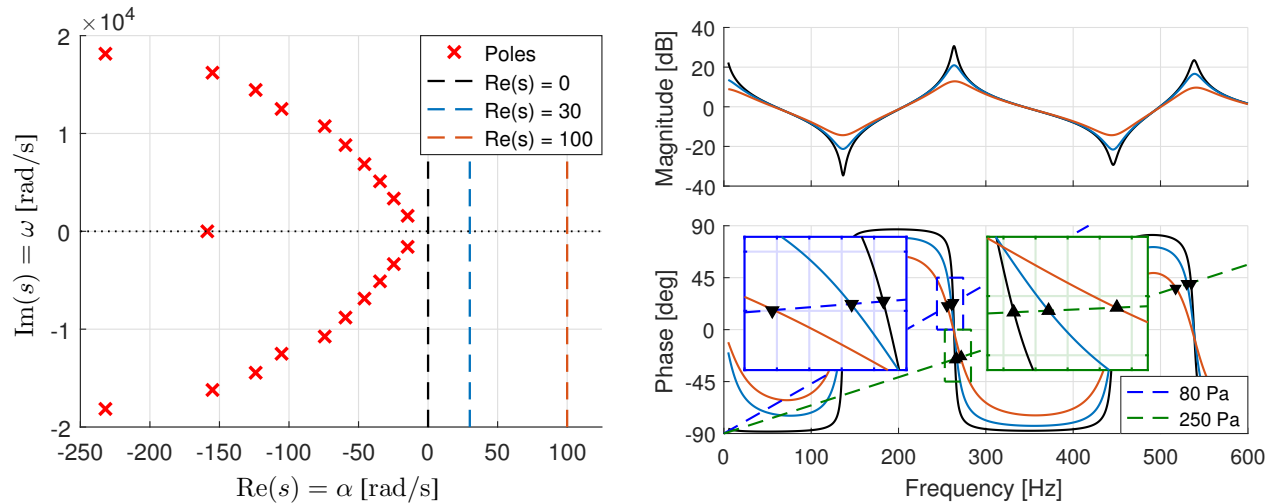 ×10⁴
2
1
0
-1
-2
Im(s) = ω [rad/s]
-250 -200 -150 -100 -50 0 50 100
Re(s) = α [rad/s]
Poles
Re(s) = 0
Re(s) = 30
Re(s) = 100
40
20
0
-20
-40
Magnitude [dB]
90
45
0
-45
-90
Phase [deg]
80 Pa
250 Pa
0 100 200 300 400 500 600
Frequency [Hz]